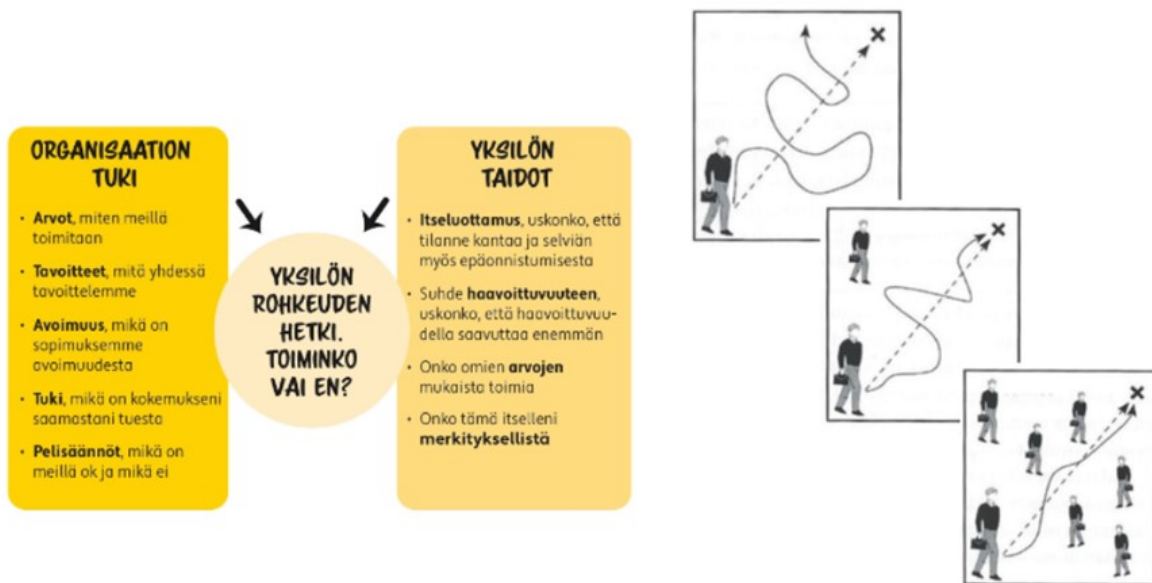 ORGANISAATION
TUKI
• Arvot, miten meillä
toimitaan
• Tavoitteet, mitä yhdessä
tavoittelemme
• Avoimuus, mikä on
sopimuksemme
avoimuudesta
• Tuki, mikä on kokemukseni
saamastani tuesta
• Pelisäännöt, mikä on
meillä ok ja mikä ei
YKSILÖN
ROHKEUDEN
HETKI.
TOIMINKO
VAI EN?
YKSILÖN
TAIDOT
• Itseluottamus, uskonko, että
tilanne kantaa ja selviän
myös epäonnistumisesta
• Suhde haavoittuvuuteen,
uskonko, että haavoittuvuu-
della saavuttaa enemmän
• Onko omien arvojen
mukaista toimia
• Onko tämä itselleni
merkityksellistä